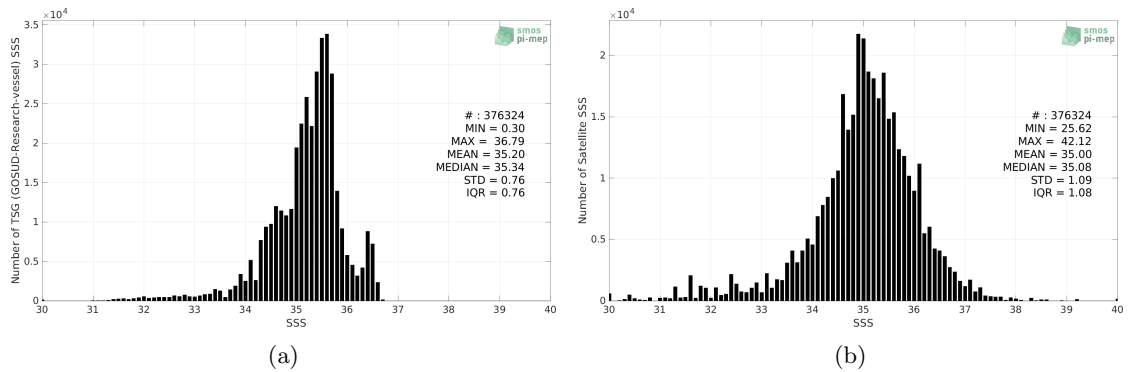 ×10^4
Number of TSG (GOSUD-Research-vessel) SSS
3.5
3
2.5
2
1.5
1
0.5
0
30 31 32 33 34 35 36 37 38 39 40
SSS
smos
pi-mep
# : 376324
MIN = 0.30
MAX = 36.79
MEAN = 35.20
MEDIAN = 35.34
STD = 0.76
IQR = 0.76
(a)
×10^4
Number of Satellite SSS
2
1.5
1
0.5
0
30 31 32 33 34 35 36 37 38 39 40
SSS
smos
pi-mep
# : 376324
MIN = 25.62
MAX = 42.12
MEAN = 35.00
MEDIAN = 35.08
STD = 1.09
IQR = 1.08
(b)